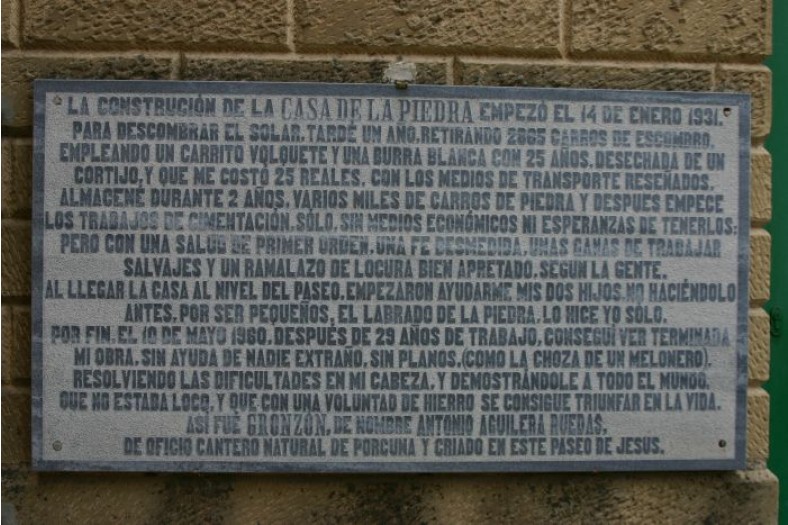 LA CONSTRUCIÓN DE LA CASA DE LA PIEDRA EMPEZÓ EL 14 DE ENERO 1931.
PARA DESCOMBRAR EL SOLAR, TARDÉ UN AÑO, RETIRANDO 2865 CARROS DE ESCOMBRO,
EMPLEANDO UN CARRITO VOLQUETE Y UNA BURRA BLANCA CON 25 AÑOS, DESECHADA DE UN
CORTIJO, Y QUE ME COSTÓ 25 REALES, CON LOS MEDIOS DE TRANSPORTE RESEÑADOS,
ALMACENÉ DURANTE 2 AÑOS, VARIOS MILES DE CARROS DE PIEDRA Y DESPUES EMPECE
LOS TRABAJOS DE CIMENTACIÓN, SÓLO, SIN MEDIOS ECONÓMICOS NI ESPERANZAS DE TENERLOS;
PERO CON UNA SALUD DE PRIMER ORDEN, UNA FE DESMEDIDA, UNAS GANAS DE TRABAJAR
SALVAJES Y UN RAMALAZO DE LOCURA BIEN APRETADO, SEGUN LA GENTE.
AL LLEGAR LA CASA AL NIVEL DEL PASEO, EMPEZARON AYUDARME MIS DOS HIJOS, NO HACIÉNDOLO
ANTES, POR SER PEQUEÑOS, EL LABRADO DE LA PIEDRA, LO HICE YO SÓLO.
POR FIN, EL 10 DE MAYO 1960, DESPUÉS DE 29 AÑOS DE TRABAJO, CONSEGUÍ VER TERMINADA
MI OBRA, SIN AYUDA DE NADIE EXTRAÑO, SIN PLANOS, (COMO LA CHOZA DE UN MELONERO),
RESOLVIENDO LAS DIFICULTADES EN MI CABEZA, Y DEMOSTRÁNDOLE A TODO EL MUNDO,
QUE NO ESTABA LOCO, Y QUE CON UNA VOLUNTAD DE HIERRO SE CONSIGUE TRIUNFAR EN LA VIDA.
ASÍ FUÉ GRONZÓN, DE NOMBRE ANTONIO AGUILERA RUEDAS,
DE OFICIO CANTERO NATURAL DE PORCUNA Y CRIADO EN ESTE PASEO DE JESUS.